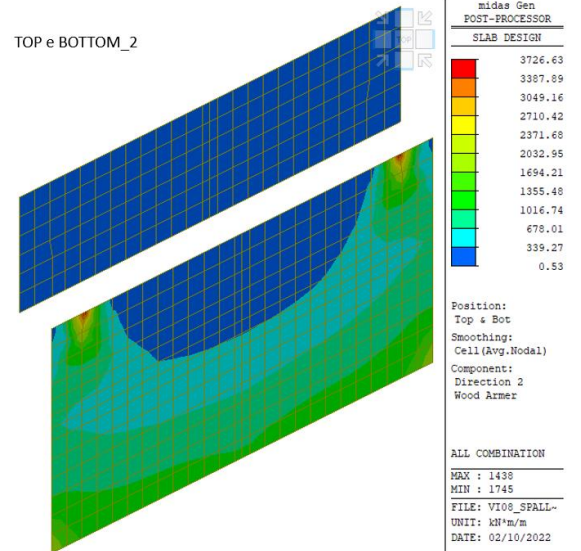 TOP e BOTTOM_2
TOP
midas Gen
POST-PROCESSOR
SLAB DESIGN
3726.63
3387.89
3049.16
2710.42
2371.68
2032.95
1694.21
1355.48
1016.74
678.01
339.27
0.53
Position:
Top & Bot
Smoothing:
Cell(Avg.Nodal)
Component:
Direction 2
Wood Armer
ALL COMBINATION
MAX : 1438
MIN : 1745
FILE: VI08_SPALL~
UNIT: kN*m/m
DATE: 02/10/2022